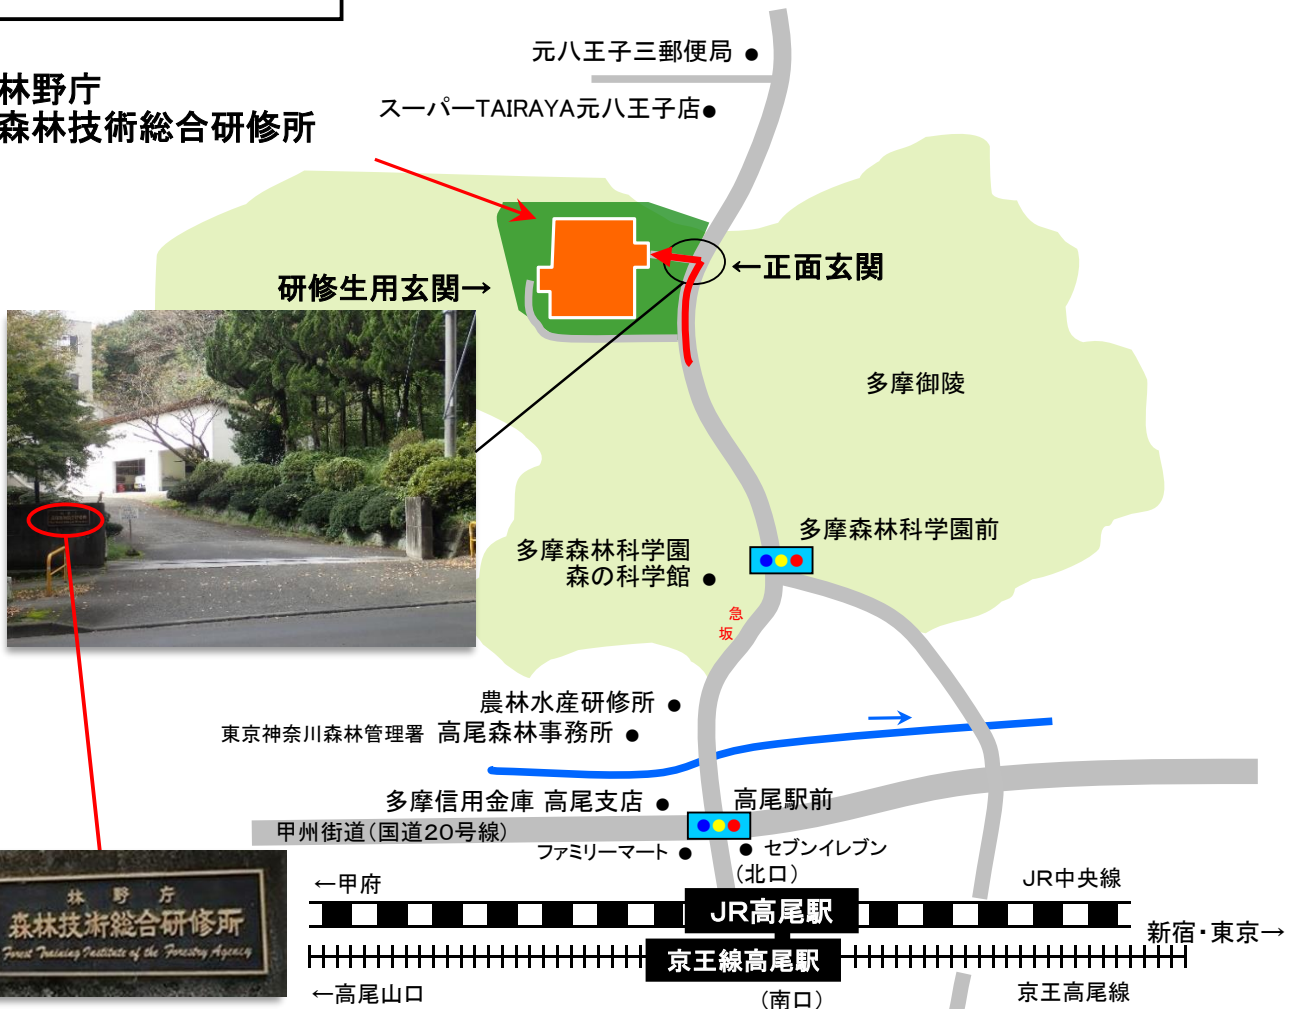 元八王子三郵便局
スーパーTAIRAYA元八王子店
林野庁
森林技術総合研修所
←正面玄関
研修生用玄関→
多摩御陵
多摩森林科学園前
多摩森林科学園
森の科学館
急
坂
農林水産研修所
東京神奈川森林管理署 高尾森林事務所
多摩信用金庫 高尾支店
高尾駅前
甲州街道(国道20号線)
ファミリーマート
セブンイレブン
(北口)
←甲府
JR中央線
JR高尾駅
新宿・東京→
京王線高尾駅
←高尾山口
(南口)
京王高尾線
林野庁
森林技術総合研修所
Forest Training Institute of the Forestry Agency